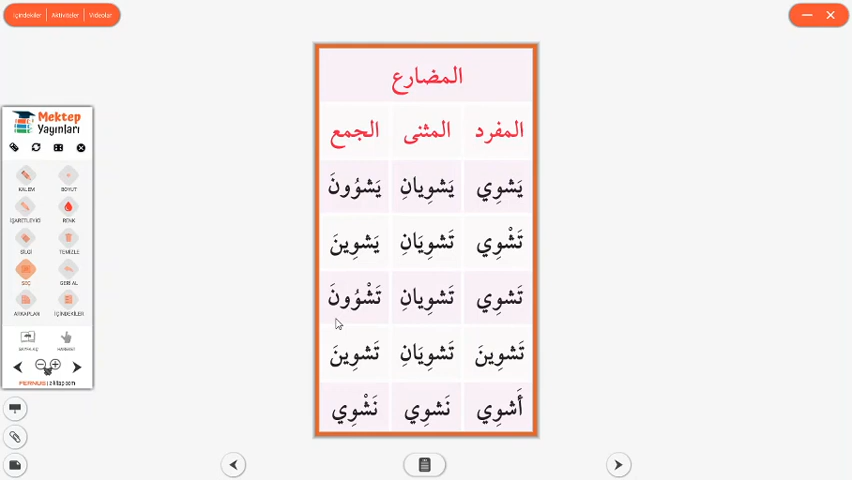 İçindekiler Aktiviteler Videolar
Mektep
Yayınları
KALEM BOYUT
İŞARETLEYİCİ RENK
BİLGİ TEMİZLE
SEÇ GERİ AL
ARKAPLAN İÇİNDEKİLER
المضارع
المفرد المثنى الجمع
يَشوِي يَشوِيانِ يَشوُونَ
تَشْوِي تَشوِيَانِ يَشوِينَ
تَشوِي تَشوِيانِ تَشْوُونَ
تَشوِينَ تَشوِيَانِ تَشوِينَ
أَشوِي نَشوِي نَشْوِي